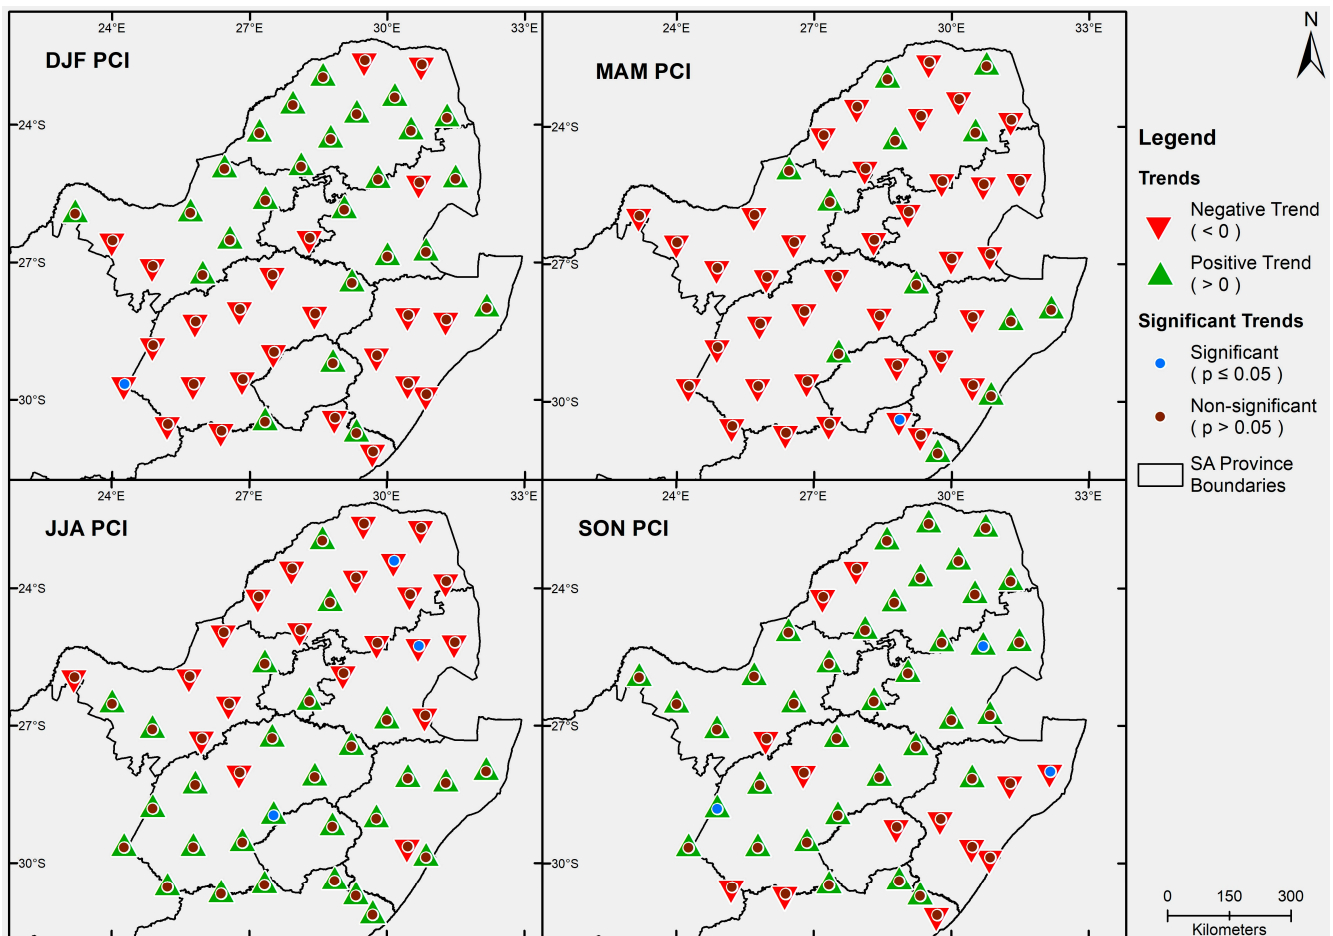 24°E 27°E 30°E 33°E
24°E 27°E 30°E 33°E
N
DJF PCI
MAM PCI
24°S
24°S
27°S
27°S
30°S
30°S
Legend
Trends
Negative Trend
( < 0 )
Positive Trend
( > 0 )
Significant Trends
Significant
( p ≤ 0.05 )
Non-significant
( p > 0.05 )
SA Province
Boundaries
24°E 27°E 30°E 33°E
24°E 27°E 30°E 33°E
JJA PCI
SON PCI
24°S
24°S
27°S
27°S
30°S
30°S
0 150 300
Kilometers